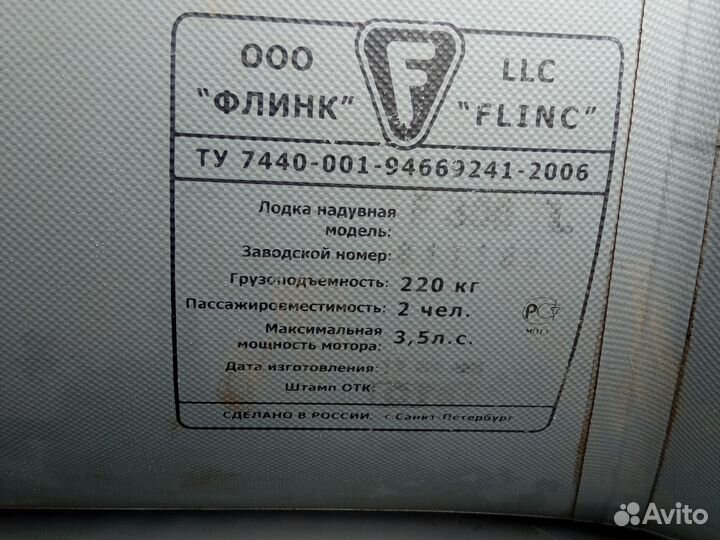 ООО
"ФЛИНК"
F
LLC
"FLINC"
ТУ 7440-001-94669241-2006
Лодка надувная
модель:
Заводской номер:
Грузоподъемность: 220 кг
Пассажировместимость: 2 чел.
Максимальная
мощность мотора: 3,5л.с.
Дата изготовления:
Штамп ОТК:
СДЕЛАНО В РОССИИ. г.Санкт-Петербург
Avito